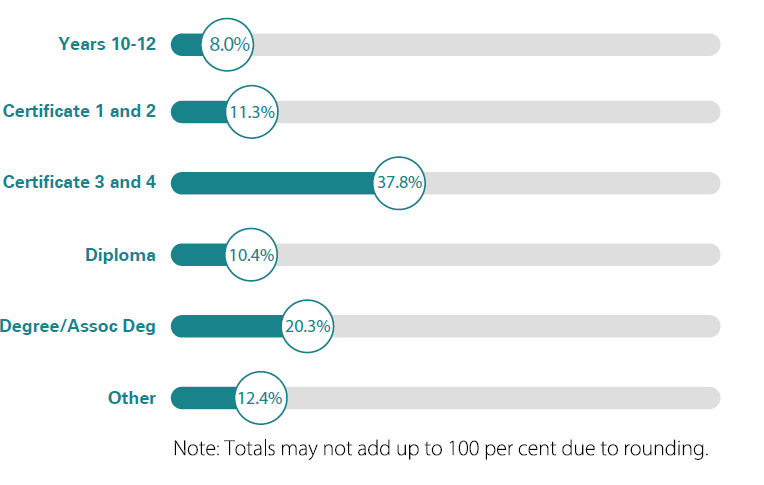 Years 10-12 8.0%
Certificate 1 and 2 11.3%
Certificate 3 and 4 37.8%
Diploma 10.4%
Degree/Assoc Deg 20.3%
Other 12.4%
Note: Totals may not add up to 100 per cent due to rounding.